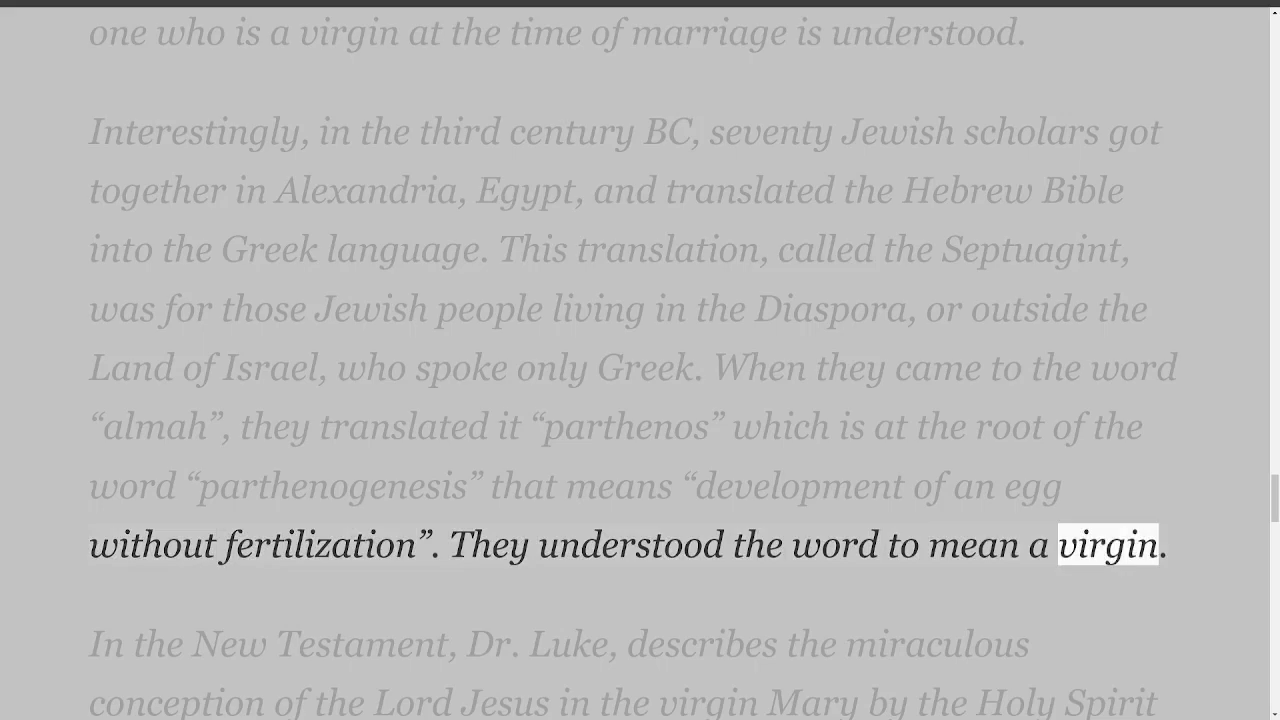 one who is a virgin at the time of marriage is understood.
Interestingly, in the third century BC, seventy Jewish scholars got
together in Alexandria, Egypt, and translated the Hebrew Bible
into the Greek language. This translation, called the Septuagint,
was for those Jewish people living in the Diaspora, or outside the
Land of Israel, who spoke only Greek. When they came to the word
“almah”, they translated it “parthenos” which is at the root of the
word “parthenogenesis” that means “development of an egg
without fertilization”. They understood the word to mean a virgin.
In the New Testament, Dr. Luke, describes the miraculous
conception of the Lord Jesus in the virgin Mary by the Holy Spirit